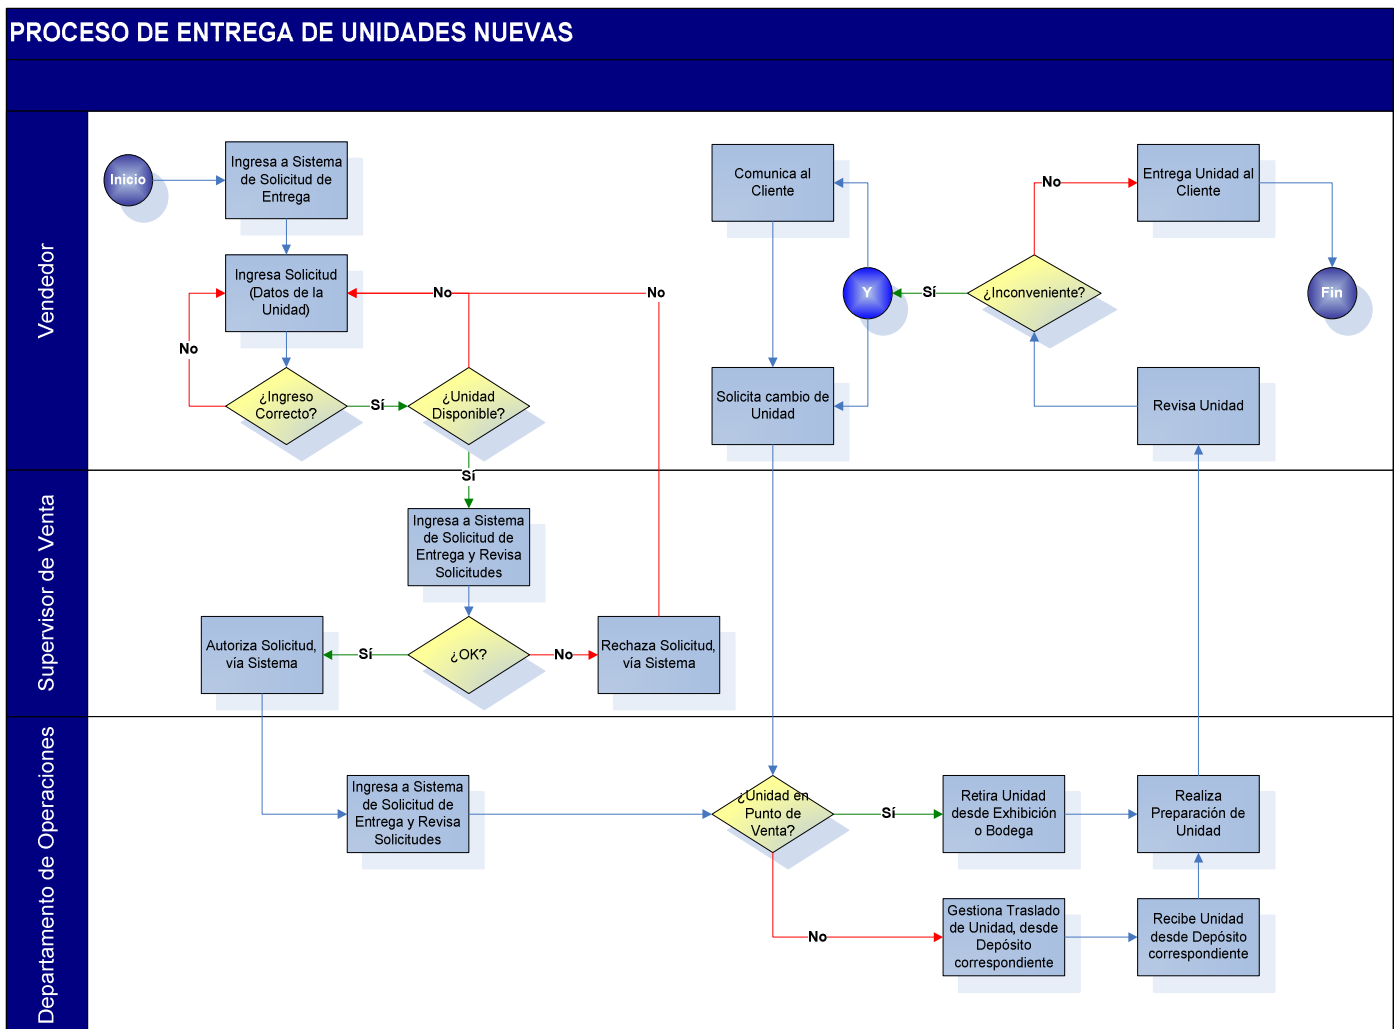 PROCESO DE ENTREGA DE UNIDADES NUEVAS
Vendedor
Inicio
Ingresa a Sistema
de Solicitud de
Entrega
Ingresa Solicitud
(Datos de la
Unidad)
No
¿Ingreso
Correcto?
Sí
¿Unidad
Disponible?
No
No
Sí
Comunica al
Cliente
Solicita cambio de
Unidad
Y
Sí
¿Inconveniente?
No
Entrega Unidad al
Cliente
Fin
Revisa Unidad
Supervisor de Venta
Ingresa a Sistema
de Solicitud de
Entrega y Revisa
Solicitudes
Autoriza Solicitud,
vía Sistema
Sí
¿OK?
No
Rechaza Solicitud,
vía Sistema
Departamento de Operaciones
Ingresa a Sistema
de Solicitud de
Entrega y Revisa
Solicitudes
¿Unidad en
Punto de
Venta?
Sí
Retira Unidad
desde Exhibición
o Bodega
Realiza
Preparación de
Unidad
No
Gestiona Traslado
de Unidad, desde
Depósito
correspondiente
Recibe Unidad
desde Depósito
correspondiente